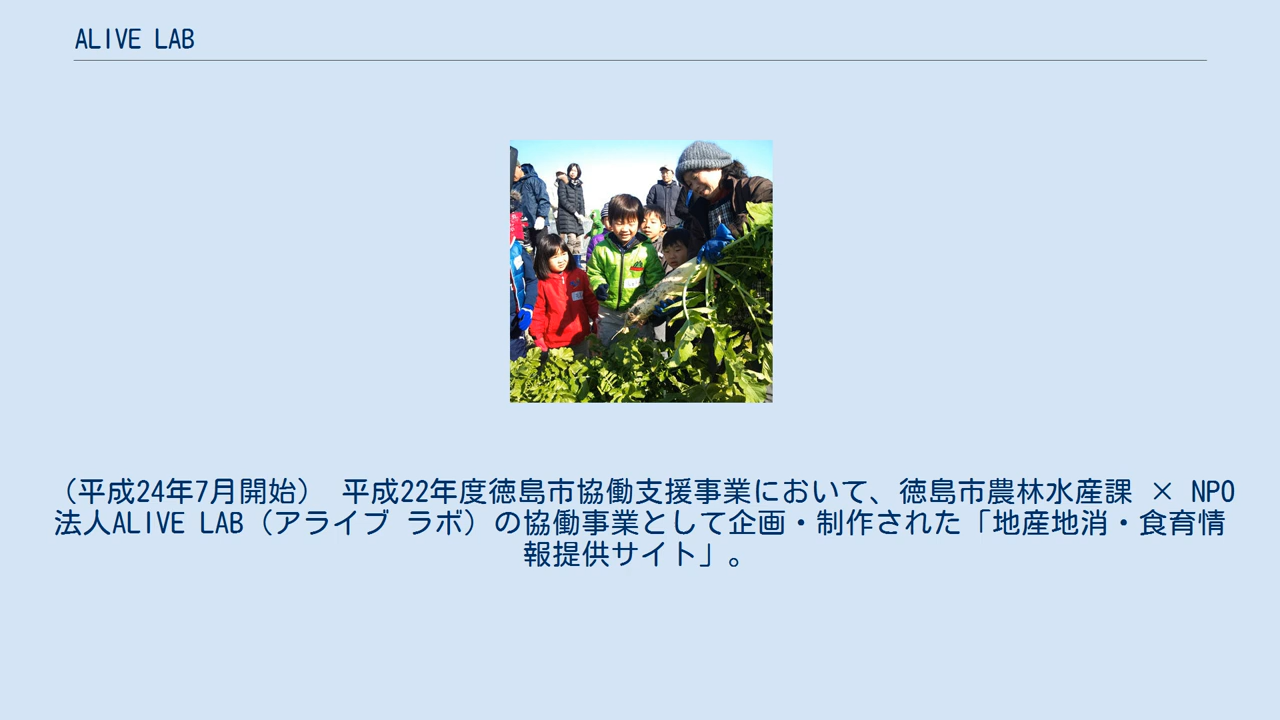 ALIVE LAB
（平成24年7月開始）　平成22年度徳島市協働支援事業において、徳島市農林水産課 × NPO
法人ALIVE LAB（アライブ ラボ）の協働事業として企画・制作された「地産地消・食育情
報提供サイト」。